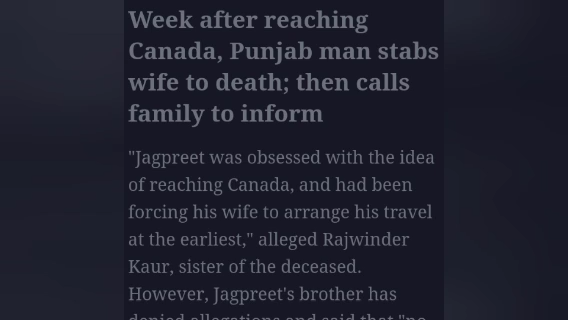 Week after reaching
Canada, Punjab man stabs
wife to death; then calls
family to inform
"Jagpreet was obsessed with the idea
of reaching Canada, and had been
forcing his wife to arrange his travel
at the earliest," alleged Rajwinder
Kaur, sister of the deceased.
However, Jagpreet's brother has
denied allegations and said that "no